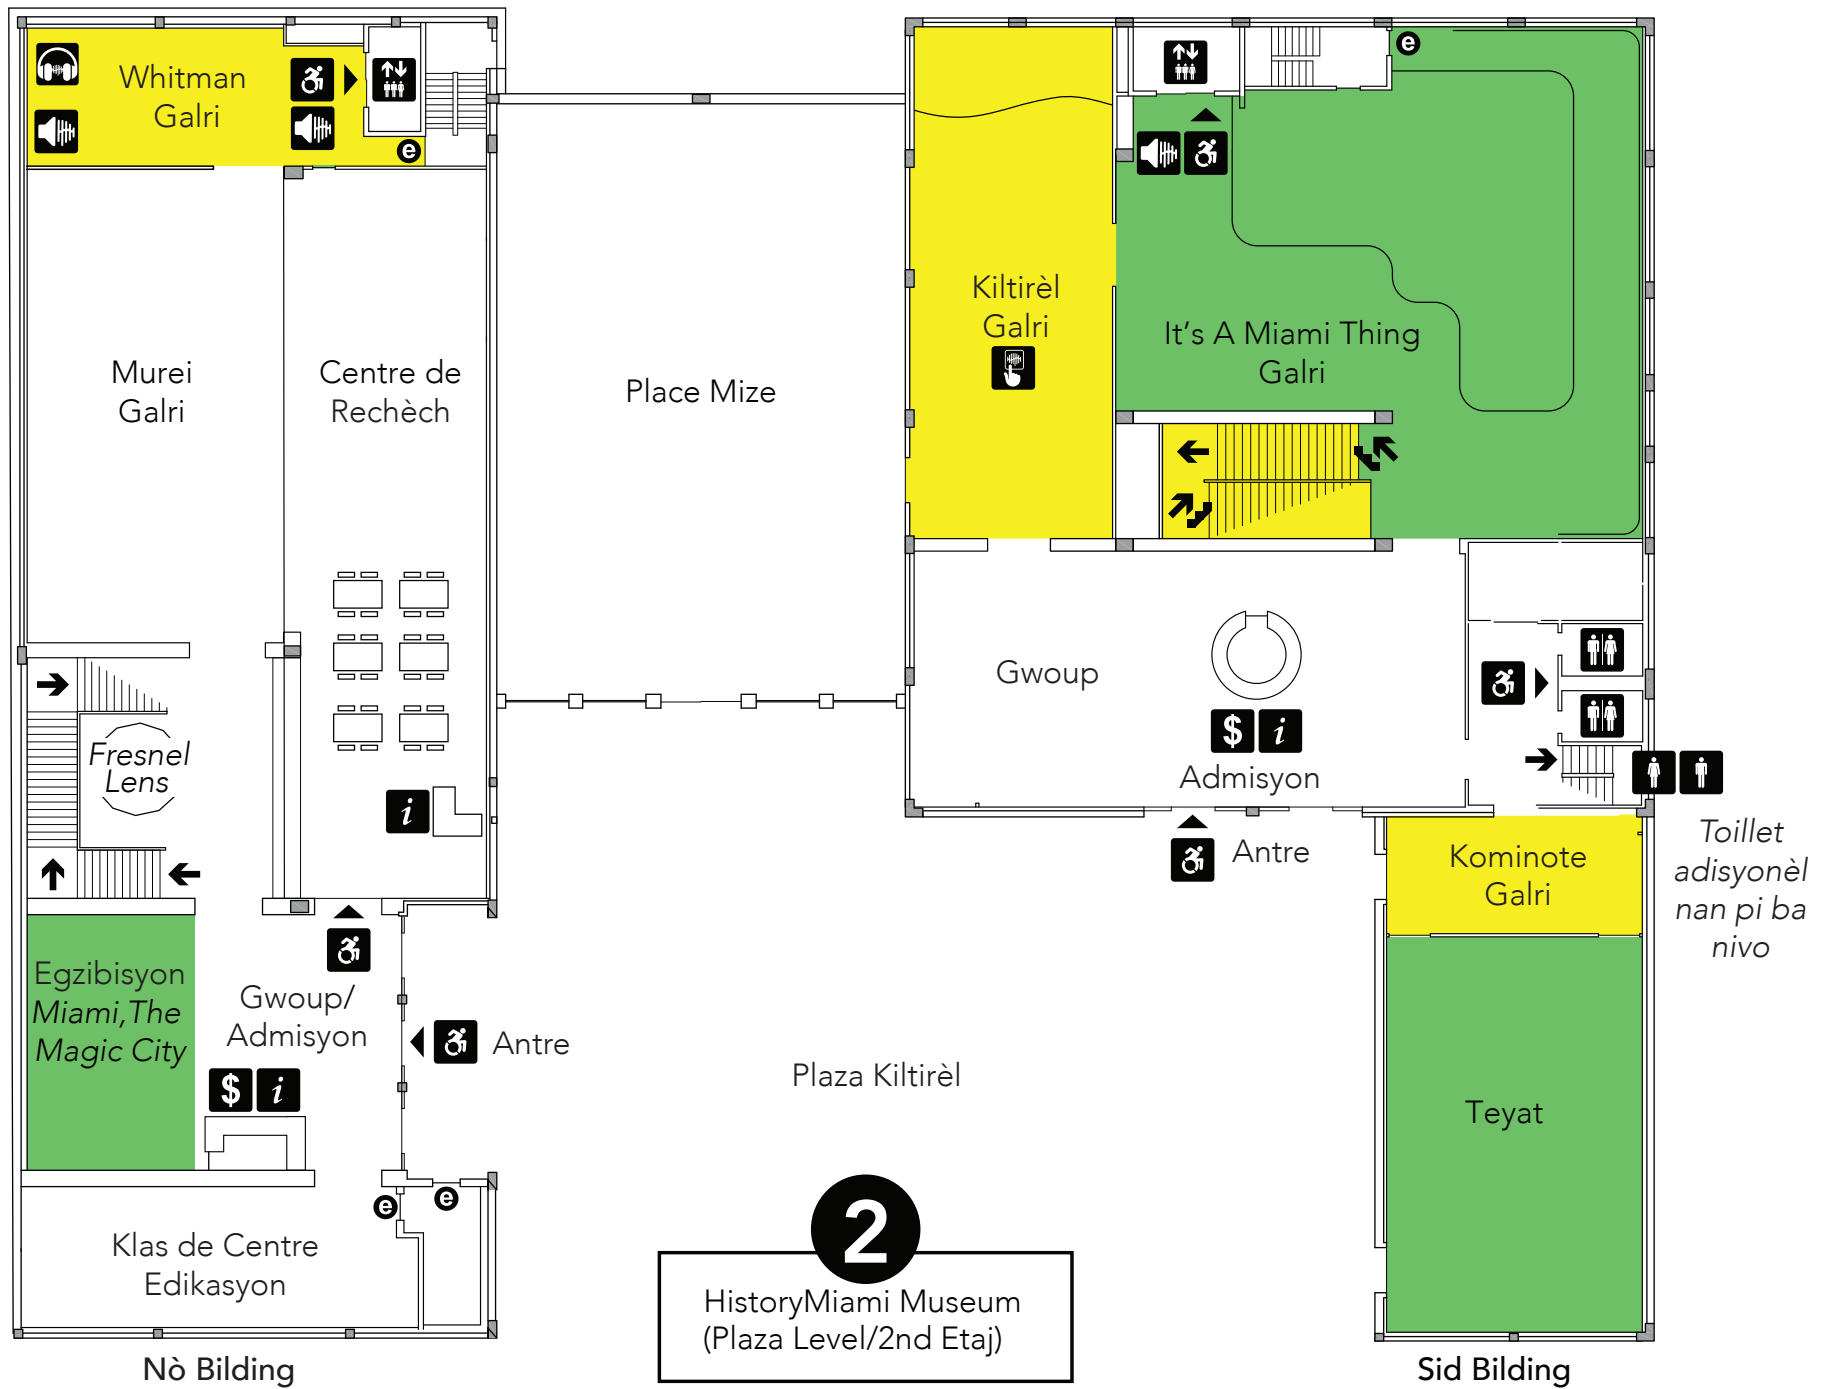 Whitman
Galri
e
e
Kiltirèl
Galri
It's A Miami Thing
Galri
Murei
Galri
Centre de
Rechèch
Place Mize
Gwoup
$ i
Admisyon
Antre
Fresnel
Lens
i
Kominote
Galri
Toillet
adisyonèl
nan pi ba
nivo
Egzibisyon
Miami,The
Magic City
Gwoup/
Admisyon
$ i
Antre
Plaza Kiltirèl
Teyat
e
e
Klas de Centre
Edikasyon
2
HistoryMiami Museum
(Plaza Level/2nd Etaj)
Nò Bilding
Sid Bilding